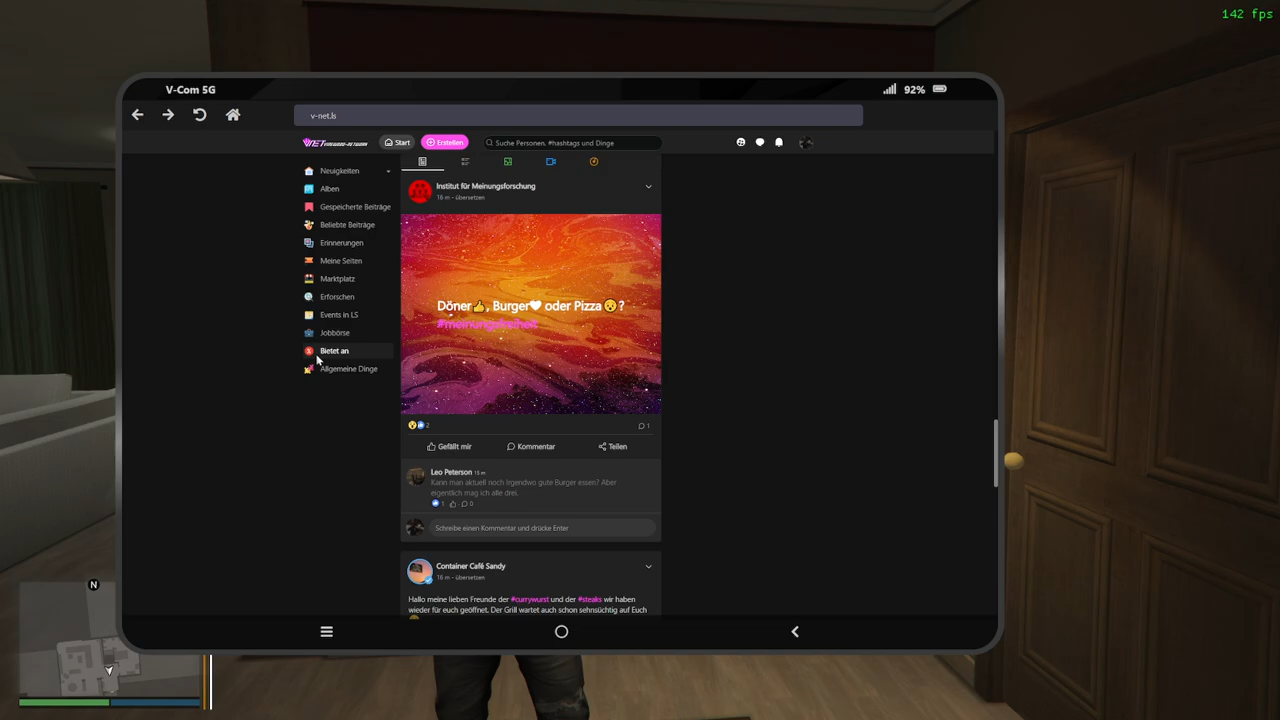 142 fps
V-Com 5G
92%
v-net.ls
Start
Erstellen
Suche Personen, #hashtags und Dinge
Neuigkeiten
Alben
Gespeicherte Beiträge
Beliebte Beiträge
Erinnerungen
Meine Seiten
Marktplatz
Erforschen
Events in LS
Jobbörse
Bietet an
Allgemeine Dinge
Institut für Meinungsforschung
16 m - übersetzen
Döner👍, Burger🖤 oder Pizza😮?
#meinungsfreiheit
2
1
Gefällt mir
Kommentar
Teilen
Leo Peterson 16 m
Kann man aktuell noch irgendwo gute Burger essen? Aber
eigentlich mag ich alle drei.
1
0
Schreibe einen Kommentar und drücke Enter
Container Café Sandy
16 m - übersetzen
Hallo meine lieben Freunde der #currywurst und der #steaks wir haben
wieder für euch geöffnet. Der Grill wartet auch schon sehnsüchtig auf Euch
N